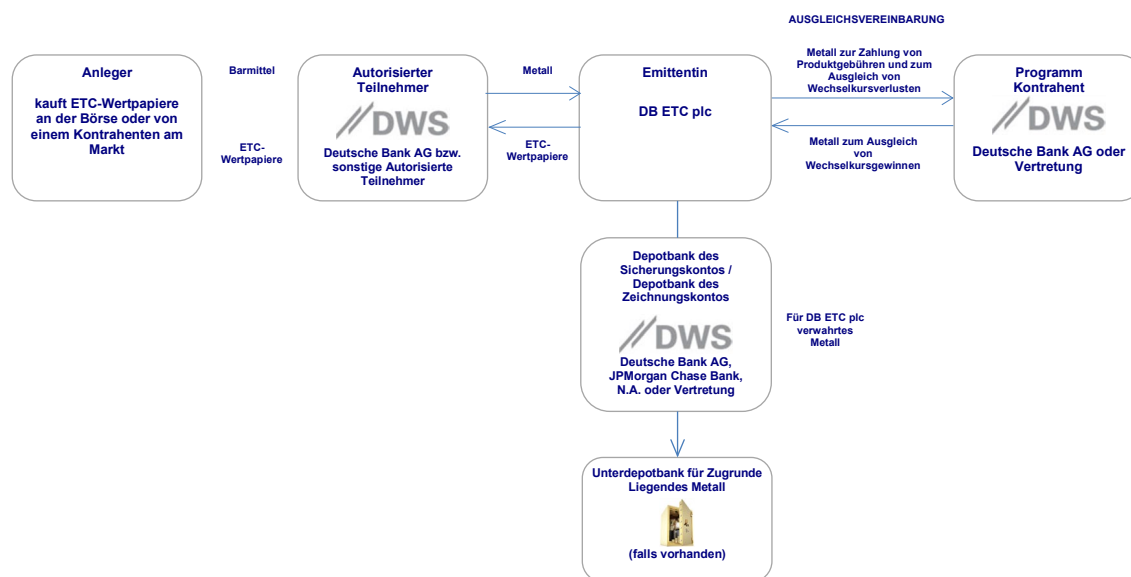 AUSGLEICHSVEREINBARUNG
Anleger
kauft ETC-Wertpapiere
an der Börse oder von
einem Kontrahenten am
Markt
Barmittel
ETC-
Wertpapiere
Autorisierter
Teilnehmer
DWS
Deutsche Bank AG bzw.
sonstige Autorisierte
Teilnehmer
Metall
ETC-
Wertpapiere
Emittentin
DB ETC plc
Metall zur Zahlung von
Produktgebühren und zum
Ausgleich von
Wechselkursverlusten
Metall zum Ausgleich
von
Wechselkursgewinnen
Programm
Kontrahent
DWS
Deutsche Bank AG oder
Vertretung
Depotbank des
Sicherungskontos /
Depotbank des
Zeichnungskontos
DWS
Deutsche Bank AG,
JPMorgan Chase Bank,
N.A. oder Vertretung
Für DB ETC plc
verwahrtes
Metall
Unterdepotbank für Zugrunde
Liegendes Metall
(falls vorhanden)